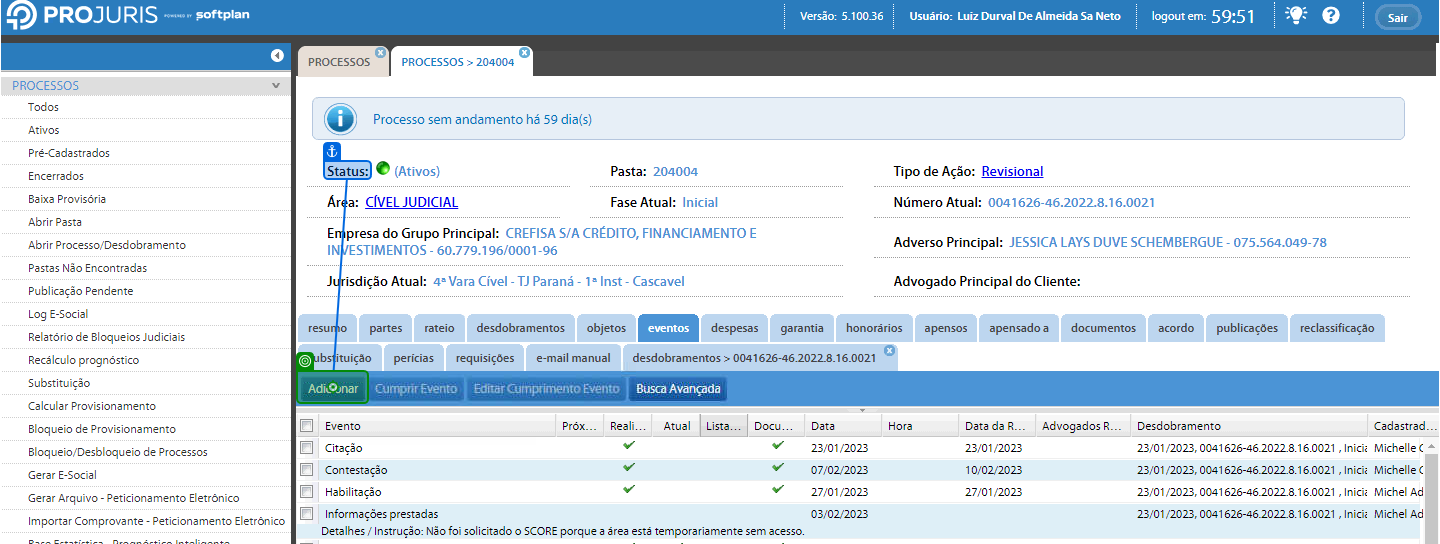 PROJURIS POWERED BY softplan
Versão: 5.100.36
Usuário: Luiz Durval De Almeida Sa Neto
logout em: 59:51
Sair
PROCESSOS
Todos
Ativos
Pré-Cadastrados
Encerrados
Baixa Provisória
Abrir Pasta
Abrir Processo/Desdobramento
Pastas Não Encontradas
Publicação Pendente
Log E-Social
Relatório de Bloqueios Judiciais
Recálculo prognóstico
Substituição
Calcular Provisionamento
Bloqueio de Provisionamento
Bloqueio/Desbloqueio de Processos
Gerar E-Social
Gerar Arquivo - Peticionamento Eletrônico
Importar Comprovante - Peticionamento Eletrônico
Base Estatística - Prognóstico Inteligente
PROCESSOS
PROCESSOS > 204004
Processo sem andamento há 59 dia(s)
Status: (Ativos)
Pasta: 204004
Tipo de Ação: Revisional
Área: CÍVEL JUDICIAL
Fase Atual: Inicial
Número Atual: 0041626-46.2022.8.16.0021
Empresa do Grupo Principal: CREFISA S/A CRÉDITO, FINANCIAMENTO E
INVESTIMENTOS - 60.779.196/0001-96
Adverso Principal: JESSICA LAYS DUVE SCHEMBERGUE - 075.564.049-78
Jurisdição Atual: 4ª Vara Cível - TJ Paraná - 1ª Inst - Cascavel
Advogado Principal do Cliente:
resumo partes rateio desdobramentos objetos eventos despesas garantia honorários apensos apensado a documentos acordo publicações reclassificação
substituição perícias requisições e-mail manual desdobramentos > 0041626-46.2022.8.16.0021
Adicionar Cumprir Evento Editar Cumprimento Evento Busca Avançada
Evento Próx... Reali... Atual Lista... Docu... Data Hora Data da R... Advogados R... Desdobramento Cadastrad...
Citação 23/01/2023 23/01/2023 23/01/2023, 0041626-46.2022.8.16.0021 , Inicia Michelle C
Contestação 07/02/2023 10/02/2023 23/01/2023, 0041626-46.2022.8.16.0021 , Inicia Michelle C
Habilitação 27/01/2023 27/01/2023 23/01/2023, 0041626-46.2022.8.16.0021 , Inicia Michel Ad
Informações prestadas 03/02/2023 23/01/2023, 0041626-46.2022.8.16.0021 , Inicia Michel Ad
Detalhes / Instrução: Não foi solicitado o SCORE porque a área está temporariamente sem acesso.